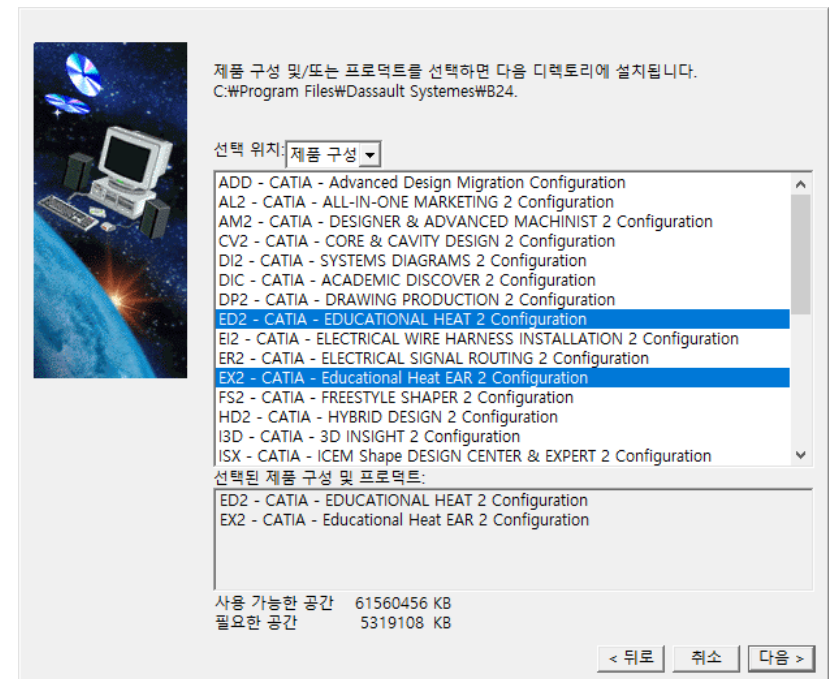 제품 구성 및/또는 프로덕트를 선택하면 다음 디렉토리에 설치됩니다.
C:₩Program Files₩Dassault Systemes₩B24.
선택 위치: 제품 구성
ADD - CATIA - Advanced Design Migration Configuration
AL2 - CATIA - ALL-IN-ONE MARKETING 2 Configuration
AM2 - CATIA - DESIGNER & ADVANCED MACHINIST 2 Configuration
CV2 - CATIA - CORE & CAVITY DESIGN 2 Configuration
DI2 - CATIA - SYSTEMS DIAGRAMS 2 Configuration
DIC - CATIA - ACADEMIC DISCOVER 2 Configuration
DP2 - CATIA - DRAWING PRODUCTION 2 Configuration
ED2 - CATIA - EDUCATIONAL HEAT 2 Configuration
EI2 - CATIA - ELECTRICAL WIRE HARNESS INSTALLATION 2 Configuration
ER2 - CATIA - ELECTRICAL SIGNAL ROUTING 2 Configuration
EX2 - CATIA - Educational Heat EAR 2 Configuration
FS2 - CATIA - FREESTYLE SHAPER 2 Configuration
HD2 - CATIA - HYBRID DESIGN 2 Configuration
I3D - CATIA - 3D INSIGHT 2 Configuration
ISX - CATIA - ICEM Shape DESIGN CENTER & EXPERT 2 Configuration
선택된 제품 구성 및 프로덕트:
ED2 - CATIA - EDUCATIONAL HEAT 2 Configuration
EX2 - CATIA - Educational Heat EAR 2 Configuration
사용 가능한 공간 61560456 KB
필요한 공간 5319108 KB
< 뒤로 취소 다음 >